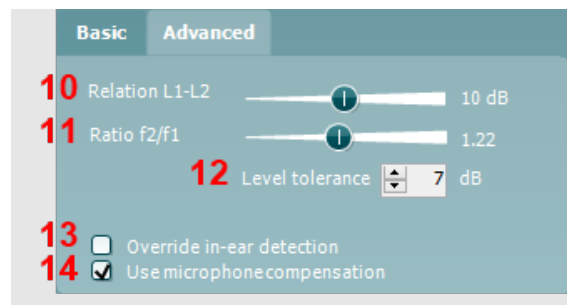 Basic Advanced
10 Relation L1-L2 10 dB
11 Ratio f2/f1 1.22
12 Level tolerance 7 dB
13 Override in-ear detection
14 Use microphone compensation